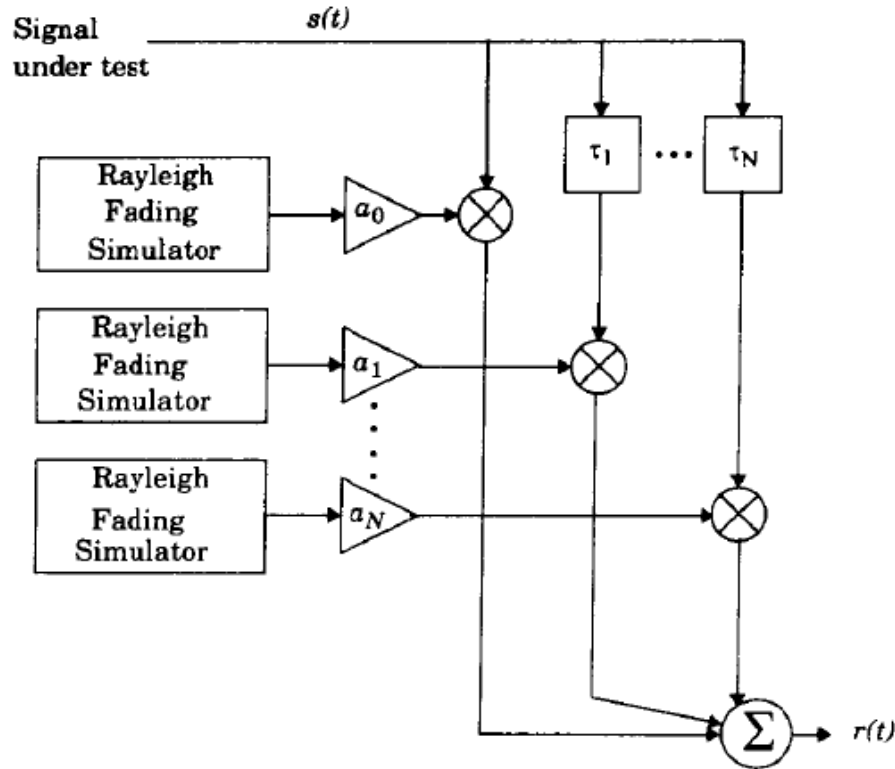 Signal
under test
s(t)
τ1
τN
Rayleigh
Fading
Simulator
a0
Rayleigh
Fading
Simulator
a1
Rayleigh
Fading
Simulator
aN
Σ
r(t)